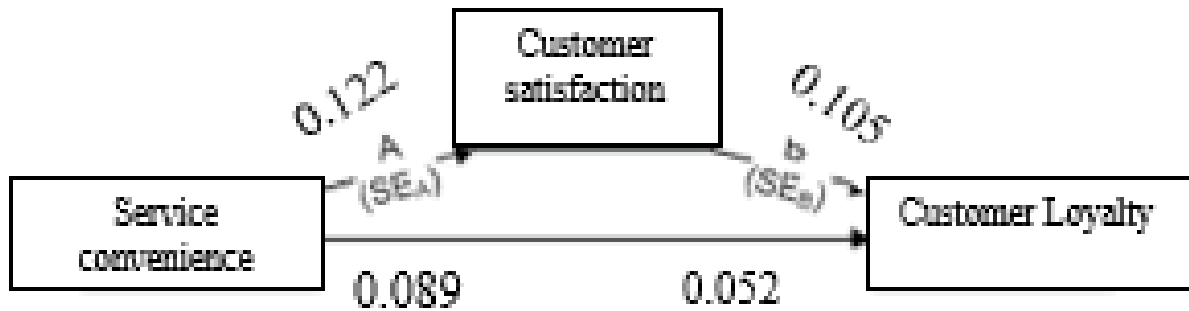 Customer
satisfaction
0.122
0.105
A
(SEA)
b
(SEB)
Service
convenience
Customer Loyalty
0.089
0.052